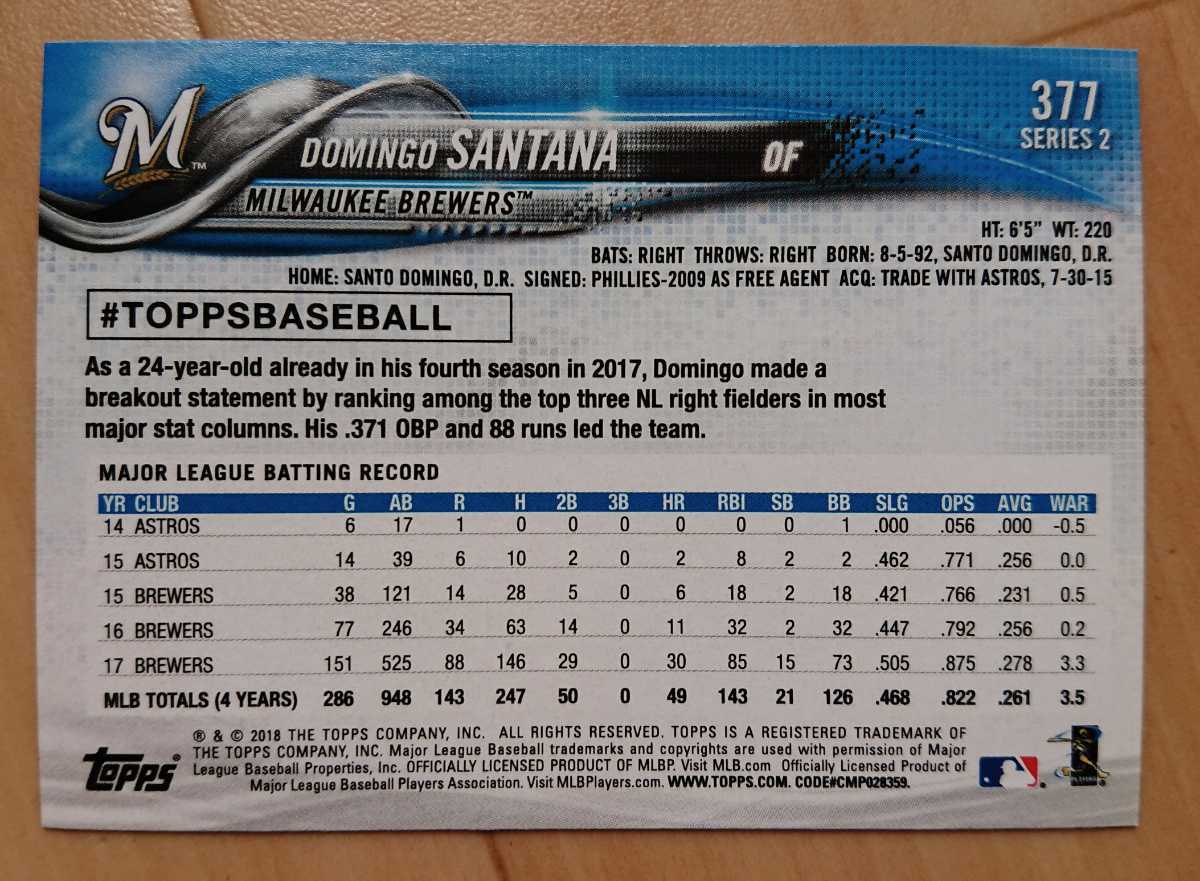 377
SERIES 2
M™
DOMINGO SANTANA OF
MILWAUKEE BREWERS™
HT: 6'5" WT: 220
BATS: RIGHT THROWS: RIGHT BORN: 8-5-92, SANTO DOMINGO, D.R.
HOME: SANTO DOMINGO, D.R. SIGNED: PHILLIES-2009 AS FREE AGENT ACQ: TRADE WITH ASTROS, 7-30-15
#TOPPSBASEBALL
As a 24-year-old already in his fourth season in 2017, Domingo made a
breakout statement by ranking among the top three NL right fielders in most
major stat columns. His .371 OBP and 88 runs led the team.
MAJOR LEAGUE BATTING RECORD
YR CLUB G AB R H 2B 3B HR RBI SB BB SLG OPS AVG WAR
14 ASTROS 6 17 1 0 0 0 0 0 0 1 .000 .056 .000 -0.5
15 ASTROS 14 39 6 10 2 0 2 8 2 2 .462 .771 .256 0.0
15 BREWERS 38 121 14 28 5 0 6 18 2 18 .421 .766 .231 0.5
16 BREWERS 77 246 34 63 14 0 11 32 2 32 .447 .792 .256 0.2
17 BREWERS 151 525 88 146 29 0 30 85 15 73 .505 .875 .278 3.3
MLB TOTALS (4 YEARS) 286 948 143 247 50 0 49 143 21 126 .468 .822 .261 3.5
® & © 2018 THE TOPPS COMPANY, INC. ALL RIGHTS RESERVED. TOPPS IS A REGISTERED TRADEMARK OF
THE TOPPS COMPANY, INC. Major League Baseball trademarks and copyrights are used with permission of Major
League Baseball Properties, Inc. OFFICIALLY LICENSED PRODUCT OF MLBP. Visit MLB.com Officially Licensed Product of
Major League Baseball Players Association. Visit MLBPlayers.com. WWW.TOPPS.COM. CODE#CMP028359.
Topps®